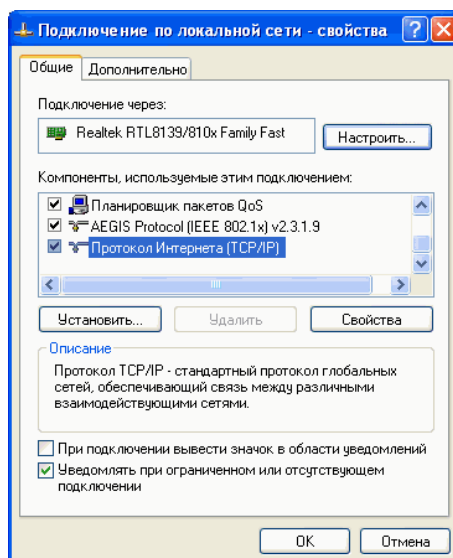 Подключение по локальной сети - свойства
Общие
Дополнительно
Подключение через:
Realtek RTL8139/810x Family Fast
Настроить...
Компоненты, используемые этим подключением:
Планировщик пакетов QoS
AEGIS Protocol (IEEE 802.1x) v2.3.1.9
Протокол Интернета (TCP/IP)
Установить...
Удалить
Свойства
Описание
Протокол TCP/IP - стандартный протокол глобальных
сетей, обеспечивающий связь между различными
взаимодействующими сетями.
При подключении вывести значок в области уведомлений
Уведомлять при ограниченном или отсутствующем
подключении
OK
Отмена